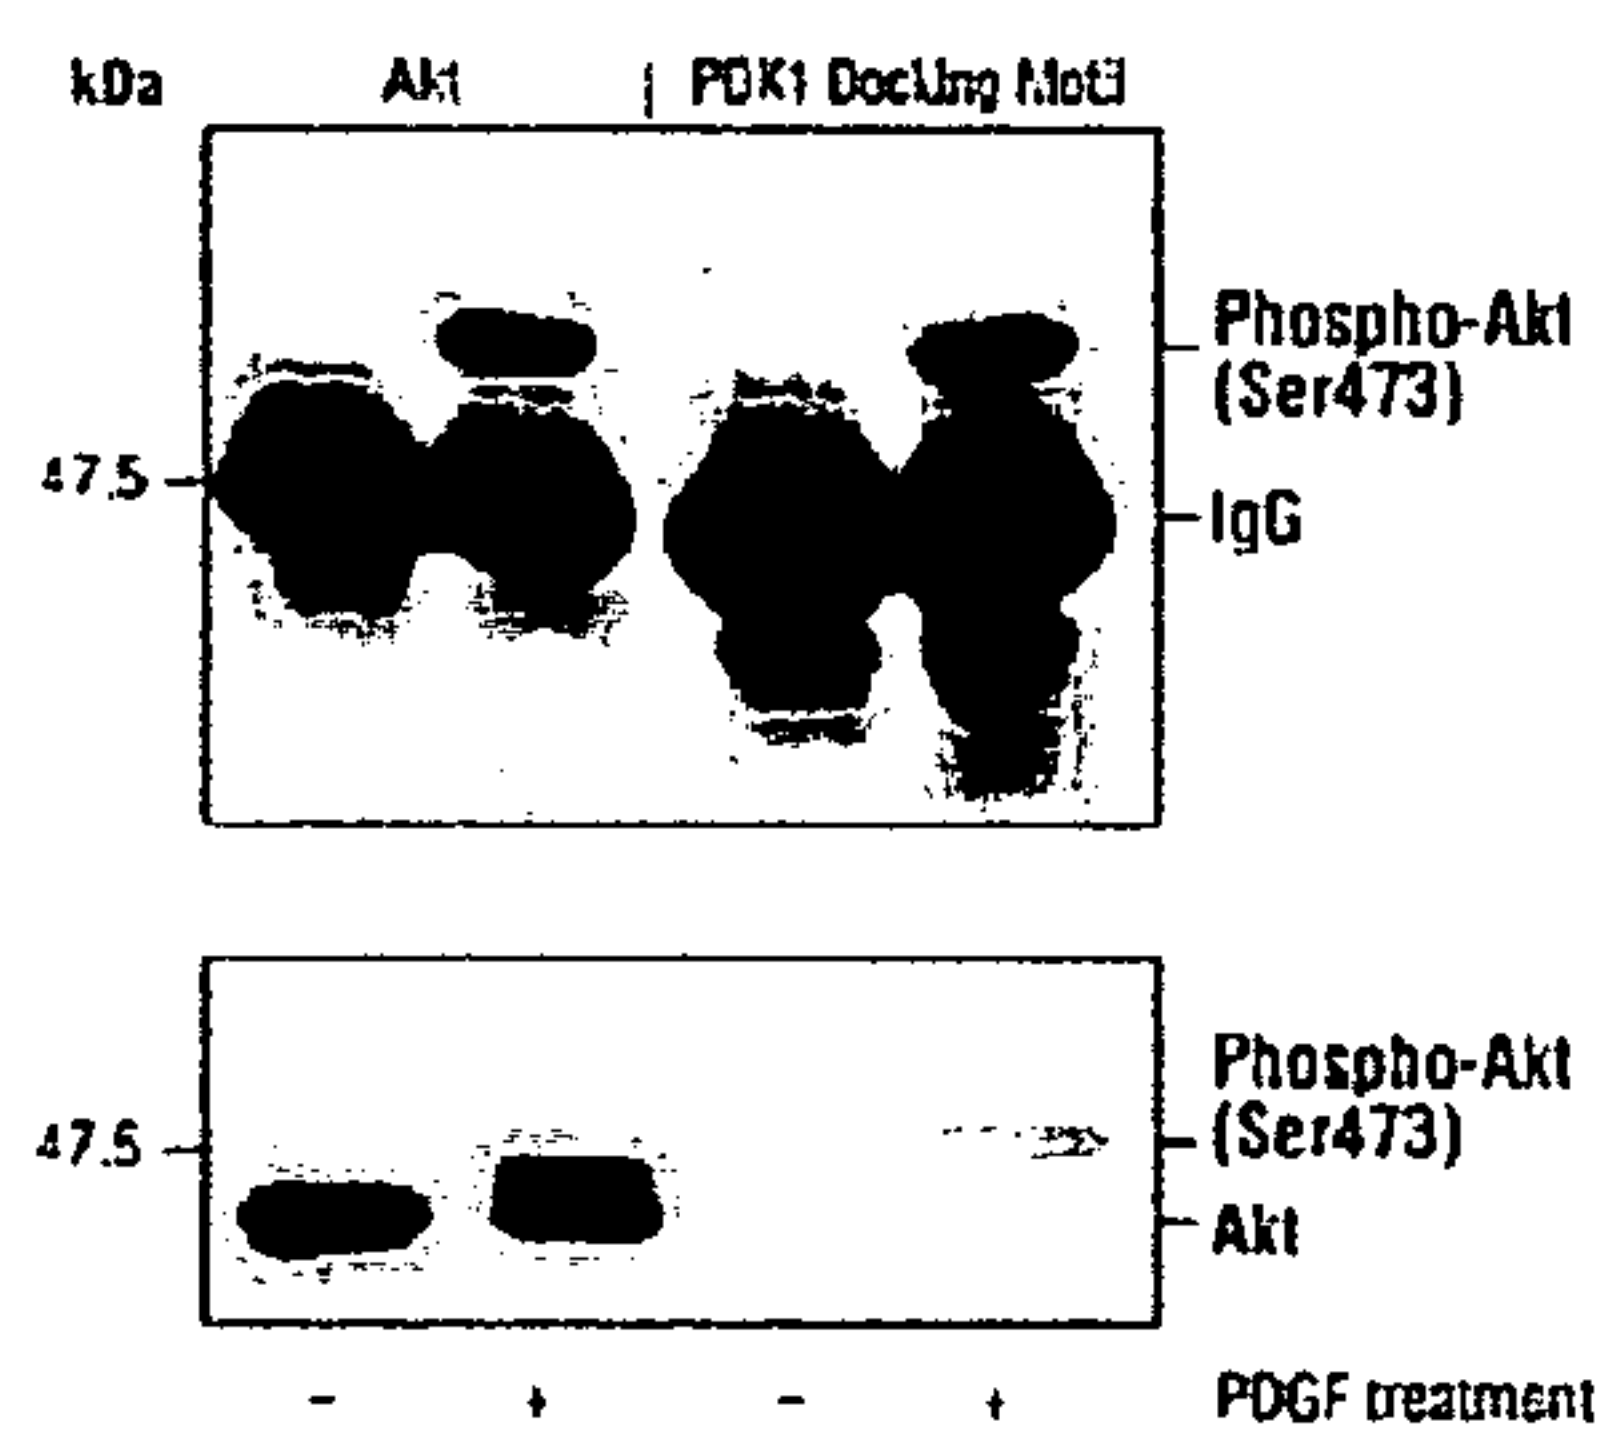 kDa Akt | PDK1 Docking Motif
Phospho-Akt
(Ser473)
47.5
IgG
Phospho-Akt
(Ser473)
47.5
Akt
- + - + PDGF treatment